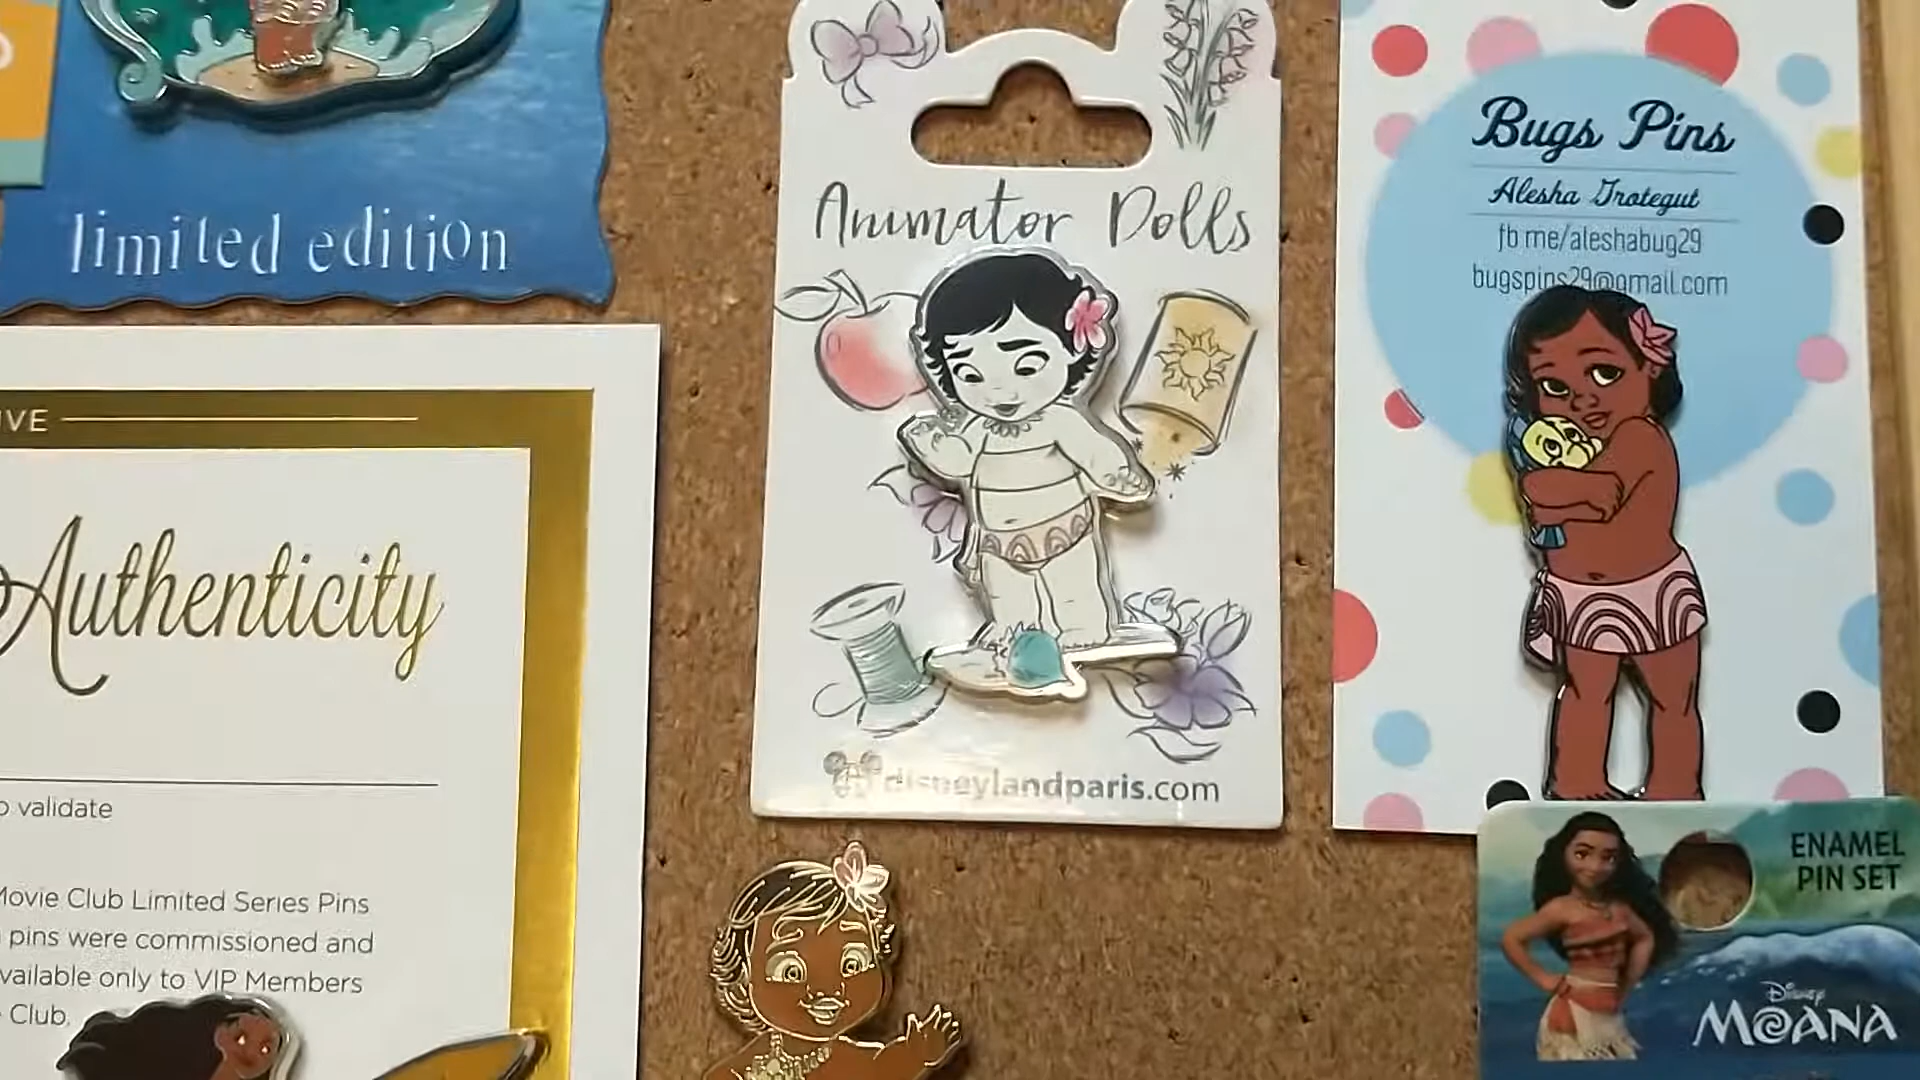 limited edition
IVE
Authenticity
o validate
Movie Club Limited Series Pins
pins were commissioned and
vailable only to VIP Members
Club.
Animator Dolls
disneylandparis.com
Bugs Pins
Alesha Grotegut
fb.me/aleshabug29
bugspins29@gmail.com
ENAMEL
PIN SET
Disney
MOANA